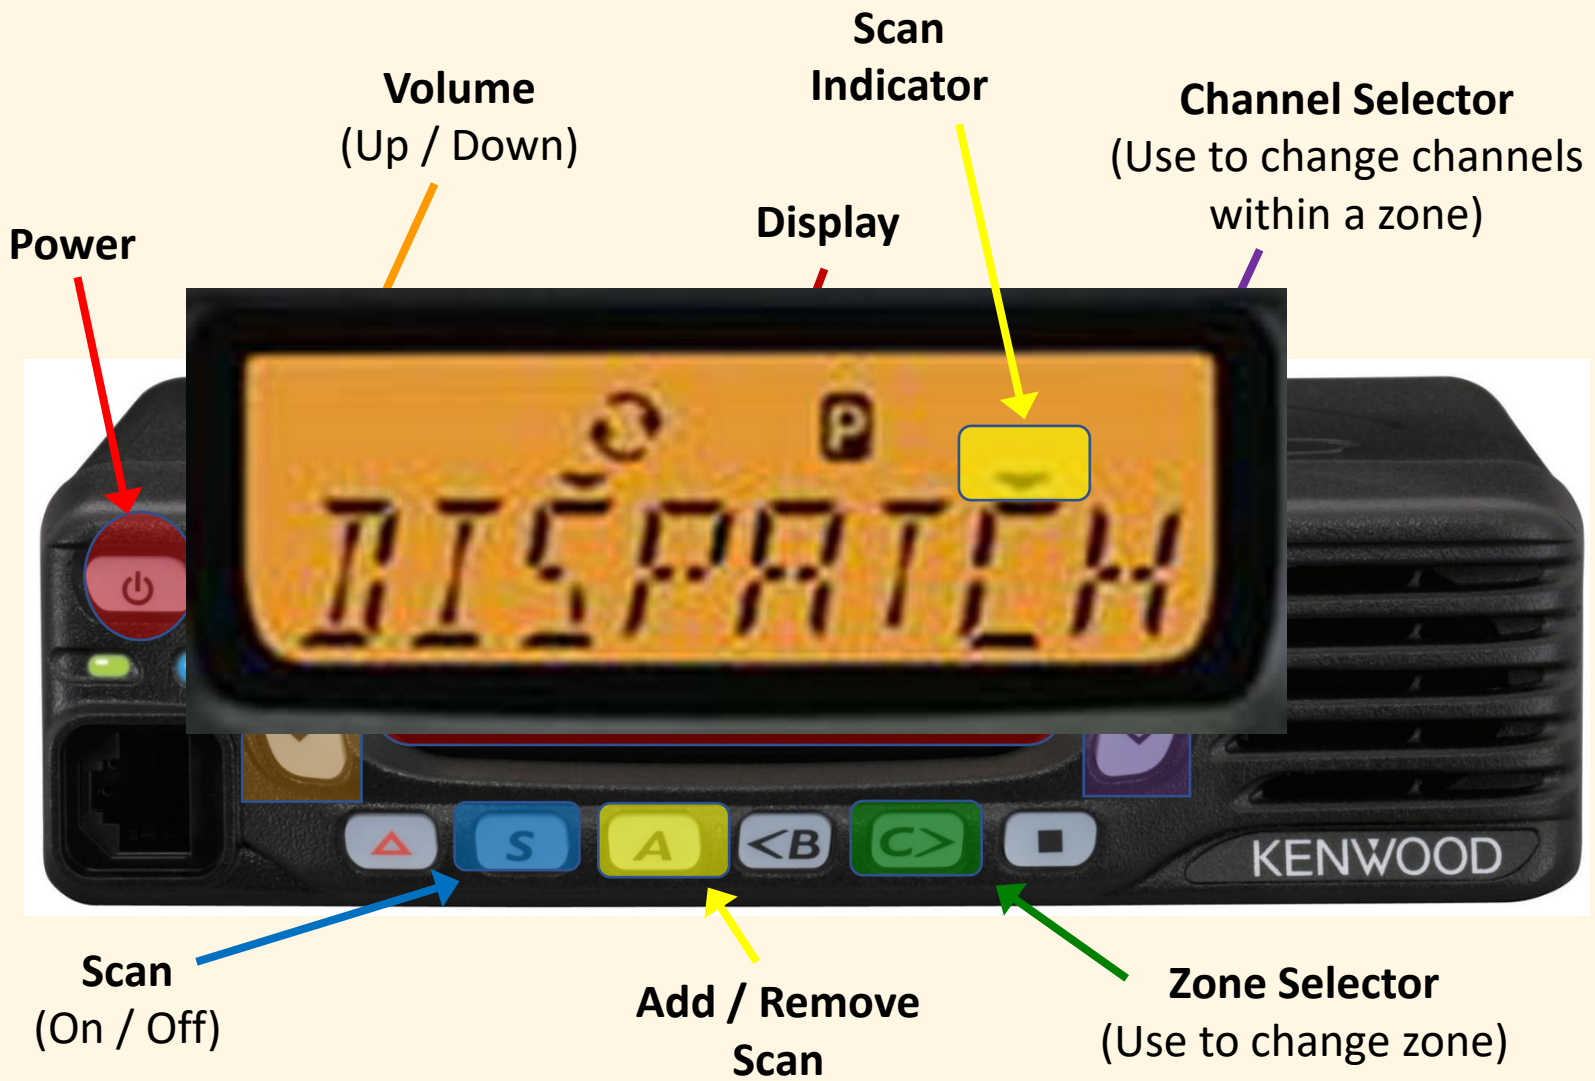 Scan
Indicator
Volume
(Up / Down)
Channel Selector
(Use to change channels
within a zone)
Display
Power
P
DISPATCH
S
A
<B
C>
KENWOOD
Scan
(On / Off)
Add / Remove
Scan
Zone Selector
(Use to change zone)